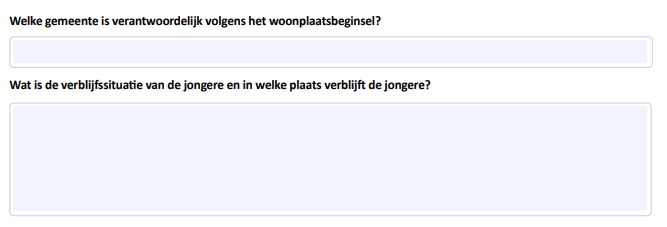 Welke gemeente is verantwoordelijk volgens het woonplaatsbeginsel?
Wat is de verblijfssituatie van de jongere en in welke plaats verblijft de jongere?